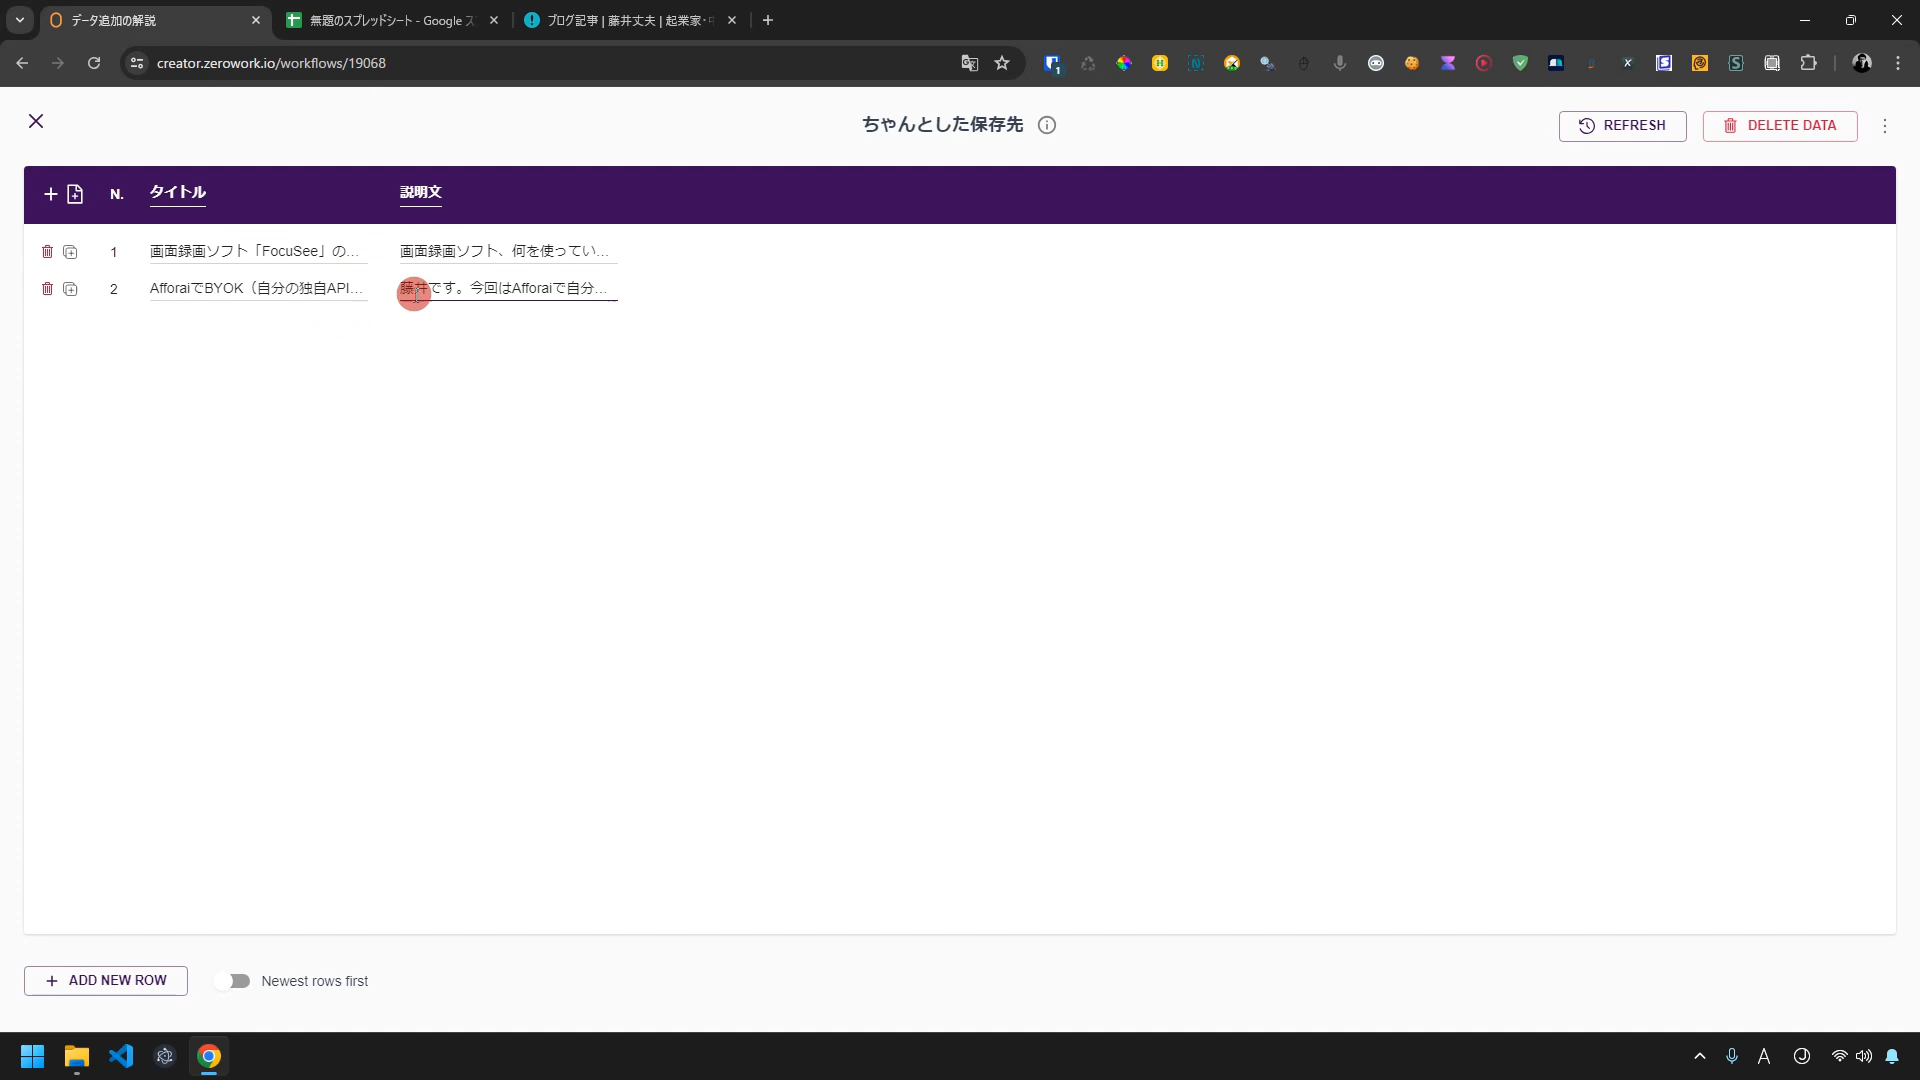 データ追加の解説
無題のスプレッドシート - Google ス
ブログ記事 | 藤井丈夫 | 起業家・
creator.zerowork.io/workflows/19068
ちゃんとした保存先
REFRESH
DELETE DATA
N.
タイトル
説明文
1
画面録画ソフト「FocuSee」の...
画面録画ソフト、何を使ってい...
2
AfforaiでBYOK（自分の独自API...
藤井です。今回はAfforaiで自分...
ADD NEW ROW
Newest rows first
A